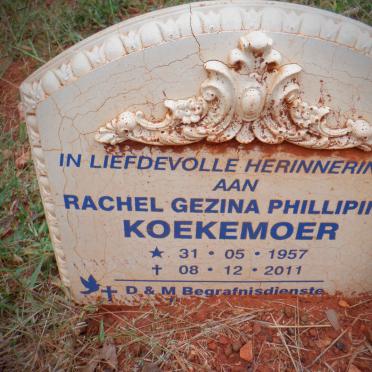 IN LIEFDEVOLLE HERINNERIN
AAN
RACHEL GEZINA PHILLIPIN
KOEKEMOER
★ 31 • 05 • 1957
✝ 08 • 12 • 2011
D & M Begrafnisdienste